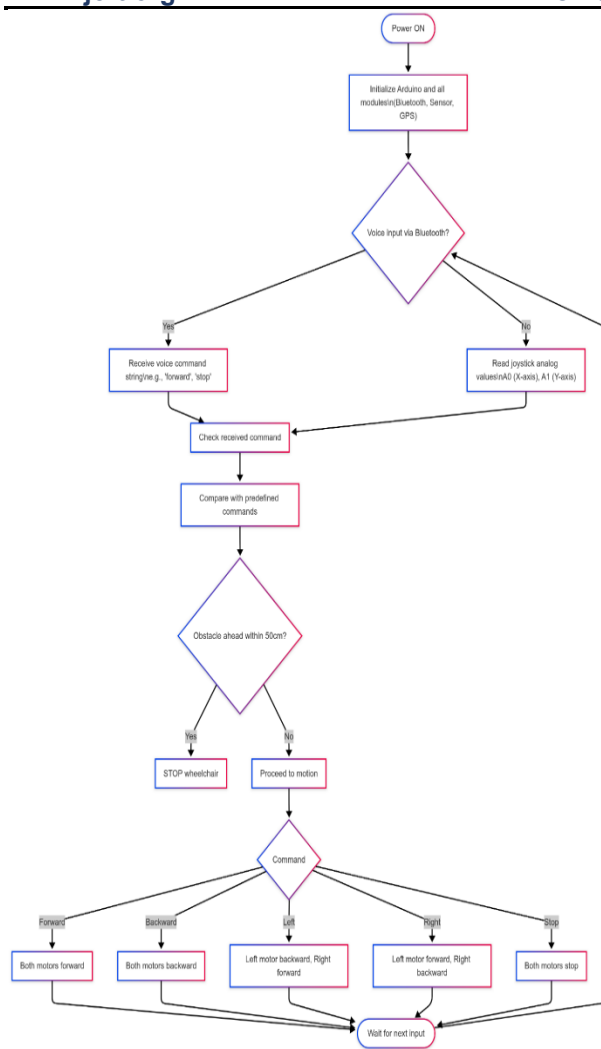 Power ON
Initialize Arduino and all
modules\n(Bluetooth, Sensor,
GPS)
Voice input via Bluetooth?
Yes
No
Receive voice command
string\ne.g., 'forward', 'stop'
Read joystick analog
values\nA0 (X-axis), A1 (Y-axis)
Check received command
Compare with predefined
commands
Obstacle ahead within 50cm?
Yes
No
STOP wheelchair
Proceed to motion
Command
Forward
Backward
Left
Right
Stop
Both motors forward
Both motors backward
Left motor backward, Right
forward
Left motor forward, Right
backward
Both motors stop
Wait for next input